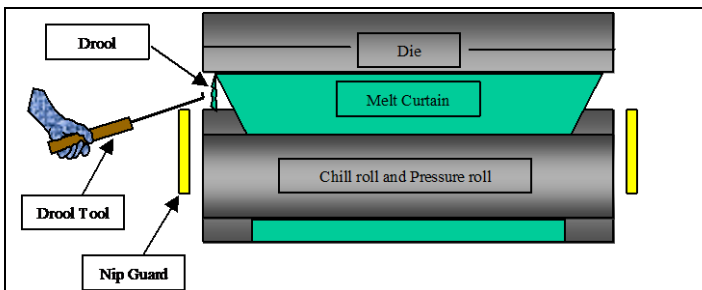 Drool
Die
Melt Curtain
Chill roll and Pressure roll
Drool Tool
Nip Guard